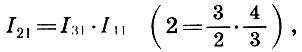 I₂₁ = I₃₁ · I₁₁ (2 = 3/2 · 4/3),